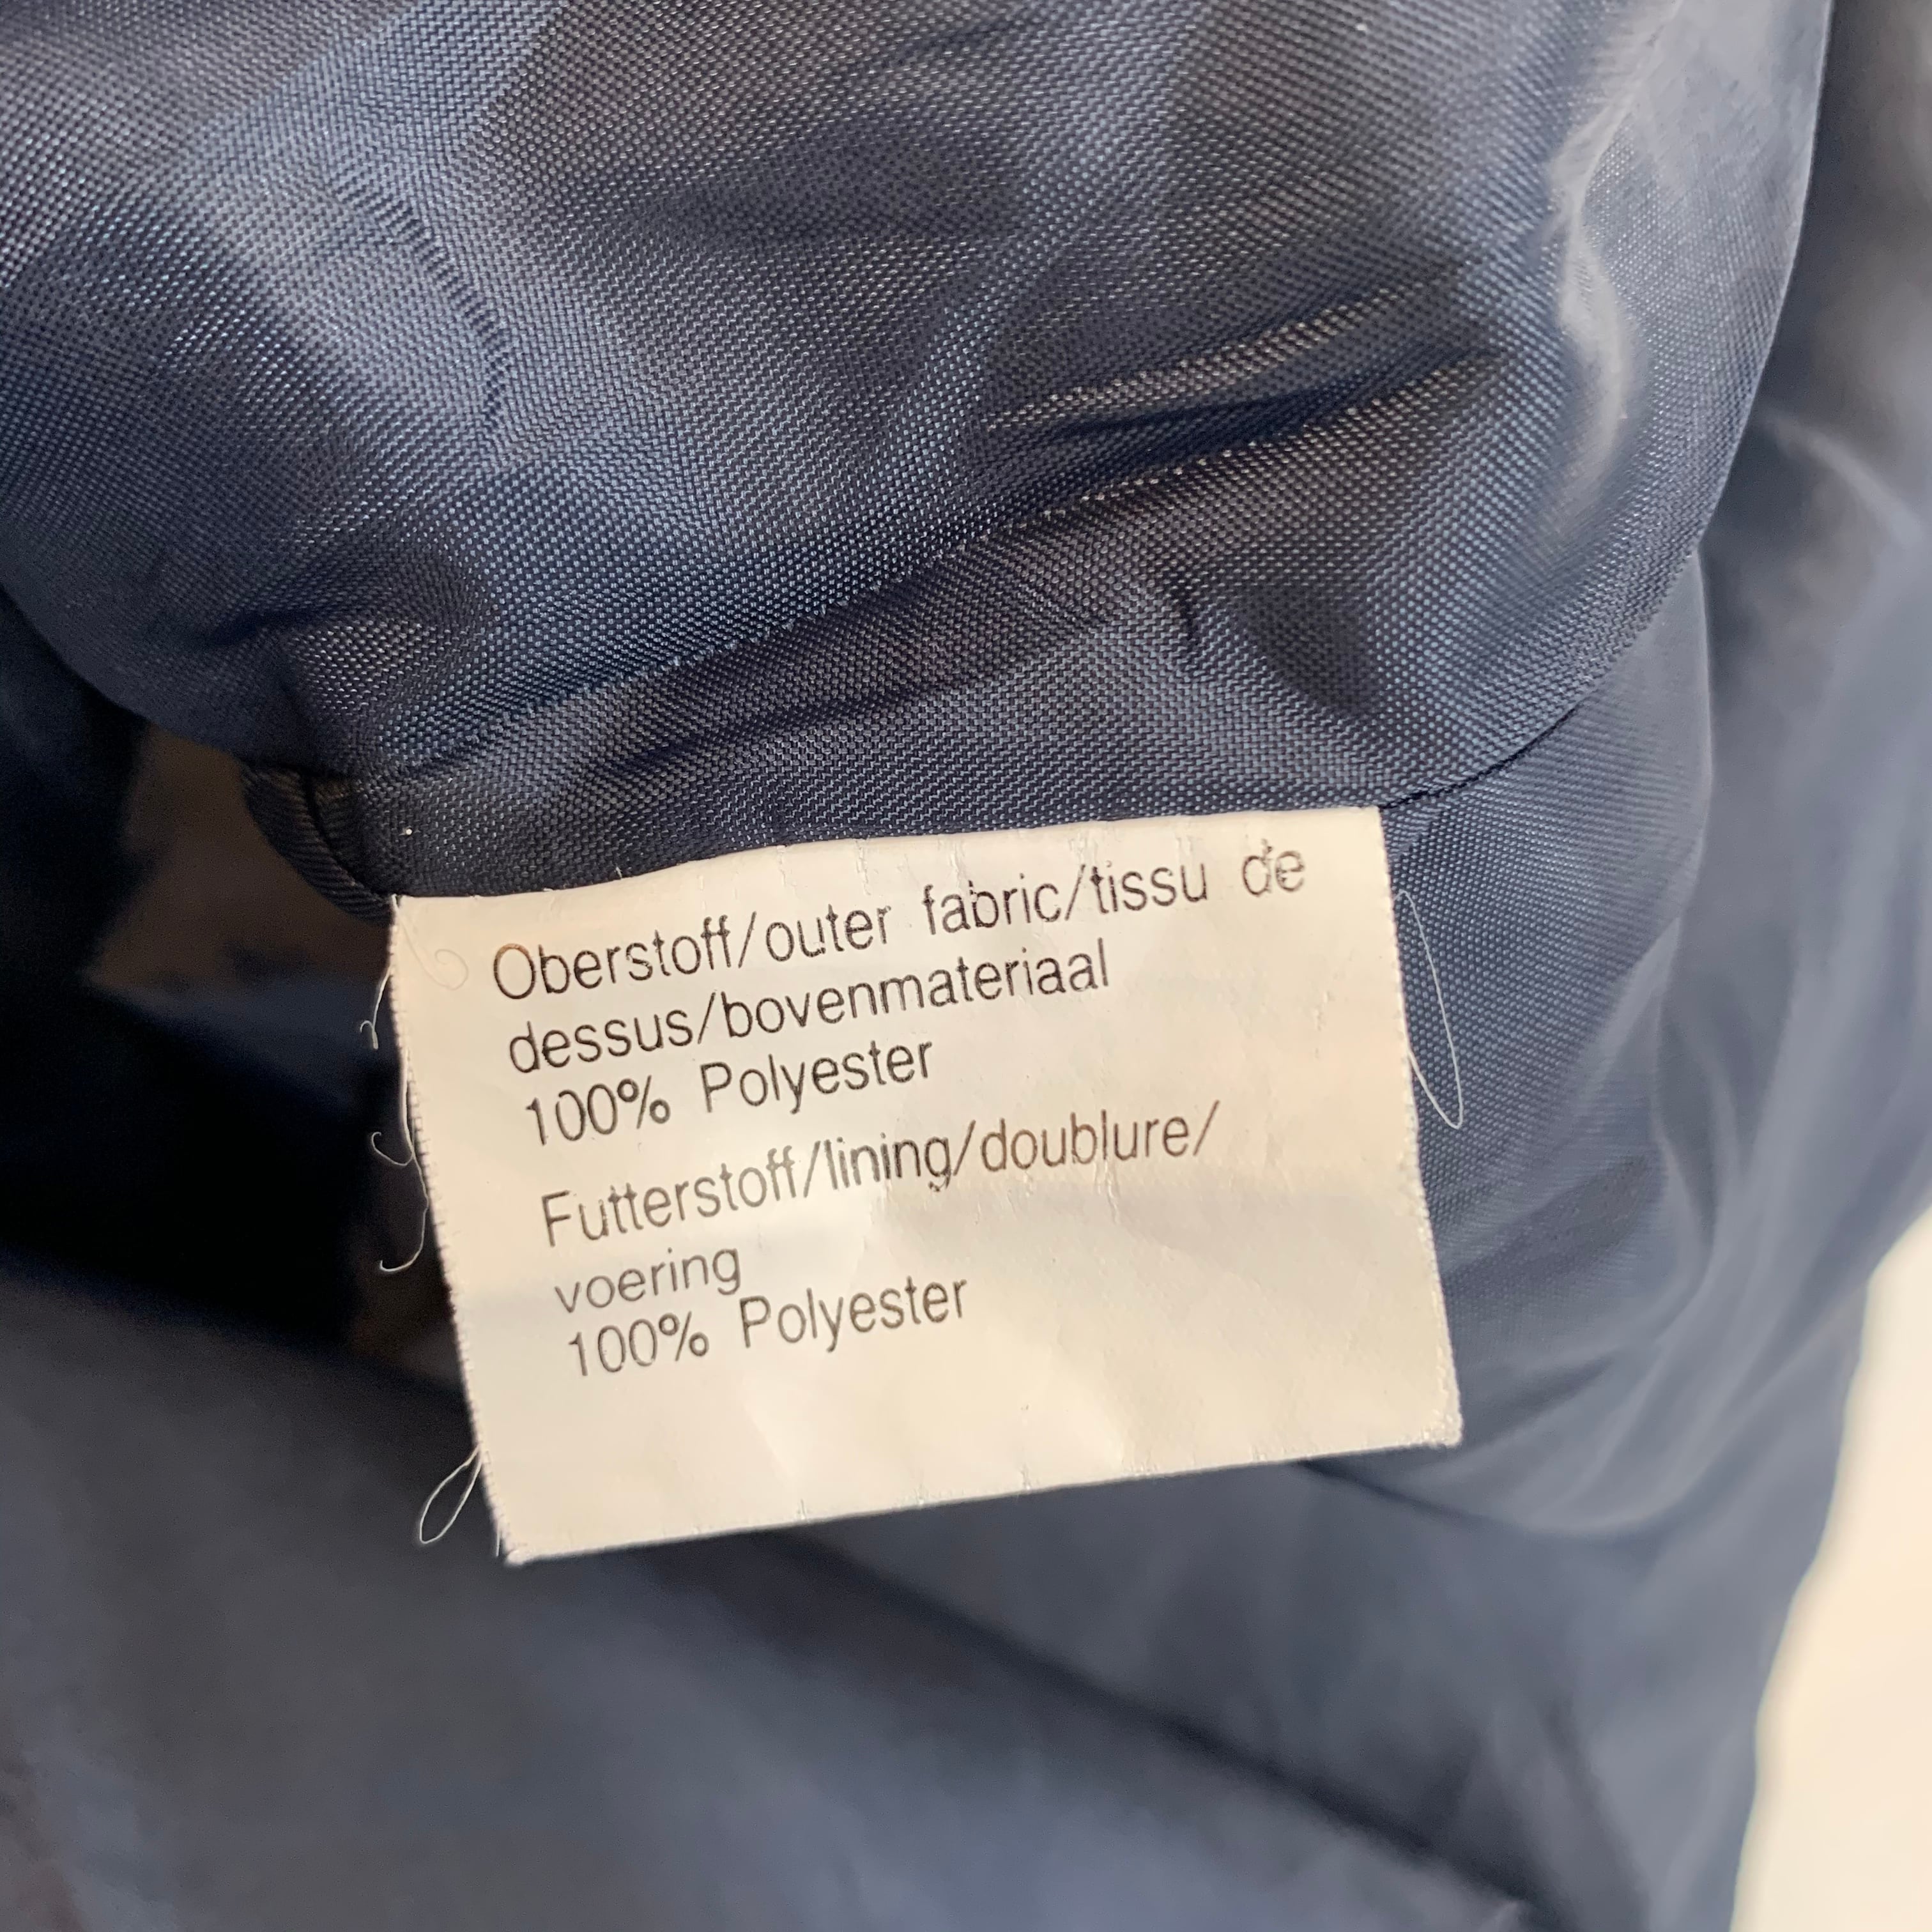 Oberstoff/outer fabric/tissu de
dessus/bovenmateriaal
100% Polyester
Futterstoff/lining/doublure/
voering
100% Polyester